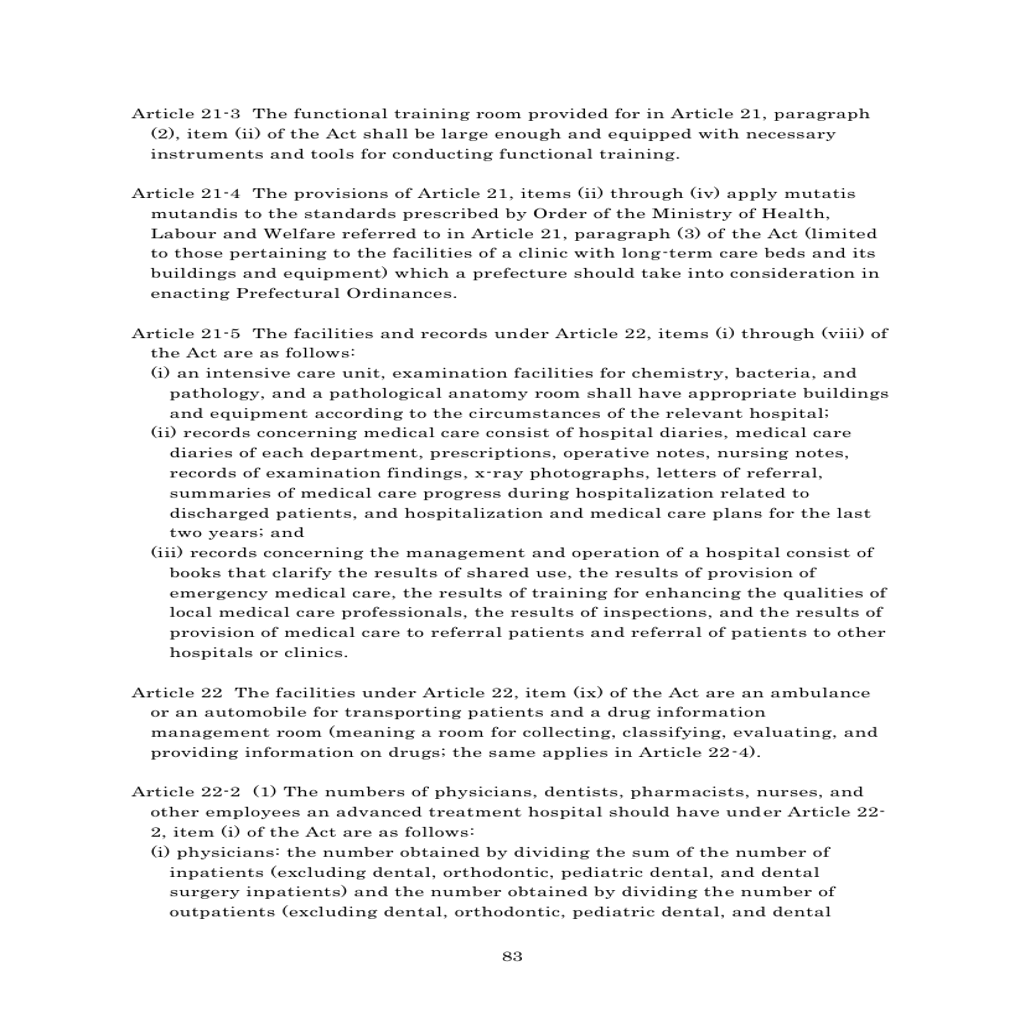 Article 21-3  The functional training room provided for in Article 21, paragraph
(2), item (ii) of the Act shall be large enough and equipped with necessary
instruments and tools for conducting functional training.
Article 21-4  The provisions of Article 21, items (ii) through (iv) apply mutatis
mutandis to the standards prescribed by Order of the Ministry of Health,
Labour and Welfare referred to in Article 21, paragraph (3) of the Act (limited
to those pertaining to the facilities of a clinic with long-term care beds and its
buildings and equipment) which a prefecture should take into consideration in
enacting Prefectural Ordinances.
Article 21-5  The facilities and records under Article 22, items (i) through (viii) of
the Act are as follows:
(i) an intensive care unit, examination facilities for chemistry, bacteria, and
pathology, and a pathological anatomy room shall have appropriate buildings
and equipment according to the circumstances of the relevant hospital;
(ii) records concerning medical care consist of hospital diaries, medical care
diaries of each department, prescriptions, operative notes, nursing notes,
records of examination findings, x-ray photographs, letters of referral,
summaries of medical care progress during hospitalization related to
discharged patients, and hospitalization and medical care plans for the last
two years; and
(iii) records concerning the management and operation of a hospital consist of
books that clarify the results of shared use, the results of provision of
emergency medical care, the results of training for enhancing the qualities of
local medical care professionals, the results of inspections, and the results of
provision of medical care to referral patients and referral of patients to other
hospitals or clinics.
Article 22  The facilities under Article 22, item (ix) of the Act are an ambulance
or an automobile for transporting patients and a drug information
management room (meaning a room for collecting, classifying, evaluating, and
providing information on drugs; the same applies in Article 22-4).
Article 22-2  (1) The numbers of physicians, dentists, pharmacists, nurses, and
other employees an advanced treatment hospital should have under Article 22-
2, item (i) of the Act are as follows:
(i) physicians: the number obtained by dividing the sum of the number of
inpatients (excluding dental, orthodontic, pediatric dental, and dental
surgery inpatients) and the number obtained by dividing the number of
outpatients (excluding dental, orthodontic, pediatric dental, and dental
83